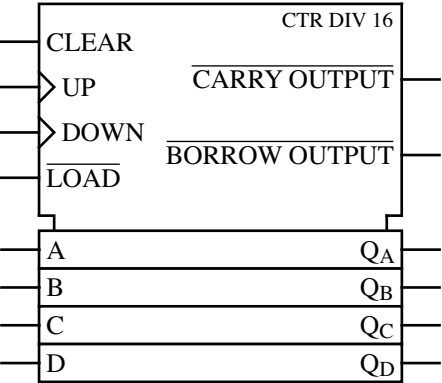 CTR DIV 16
CLEAR
UP
CARRY OUTPUT
DOWN
BORROW OUTPUT
LOAD
A QA
B QB
C QC
D QD